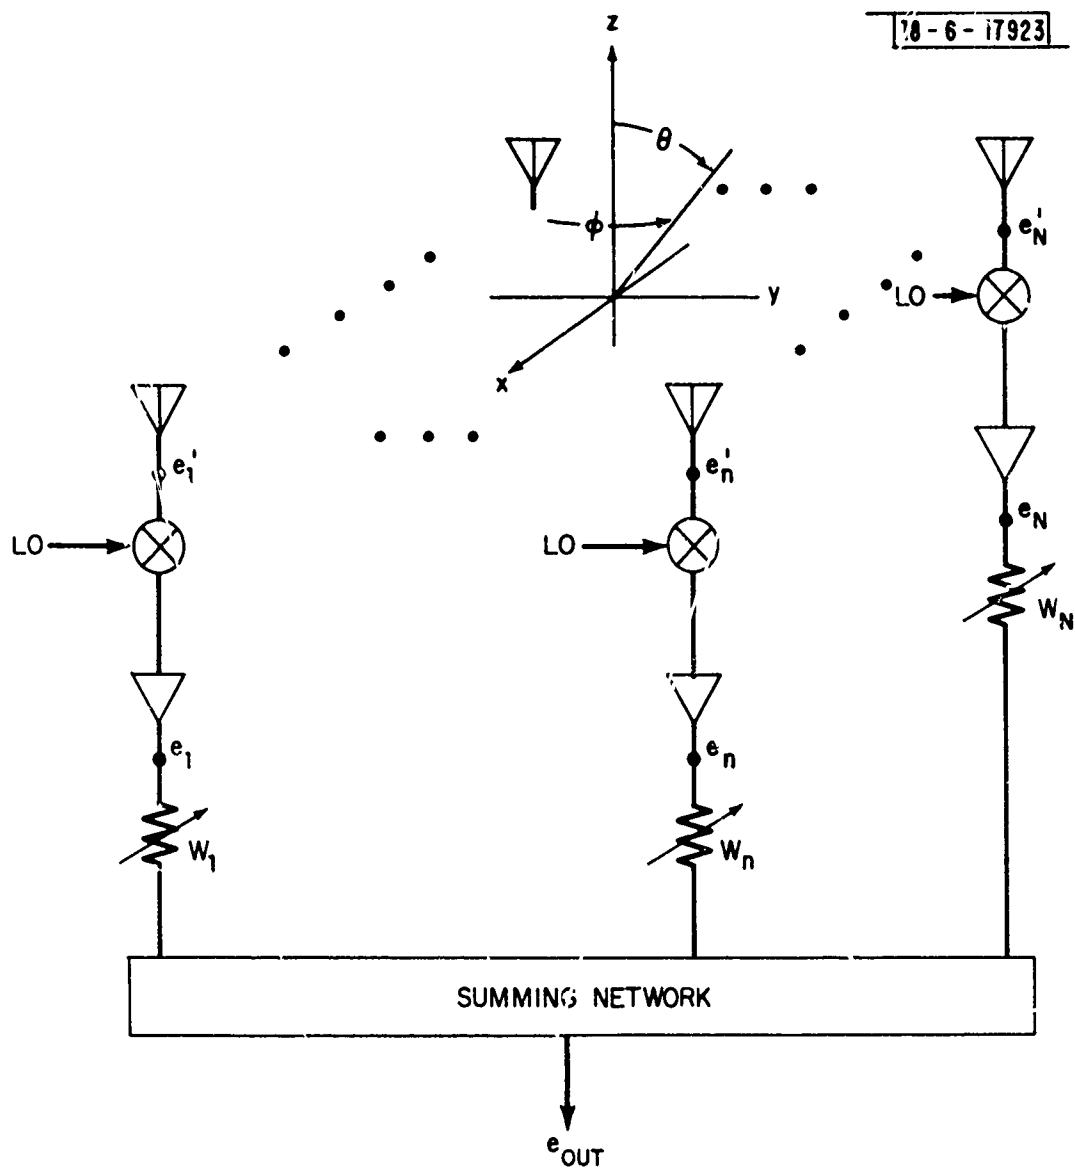 z
18-6-17923
θ
e'N
ϕ
LO
y
x
e'1
e'n
LO
LO
eN
WN
e1
en
W1
Wn
SUMMING NETWORK
eOUT